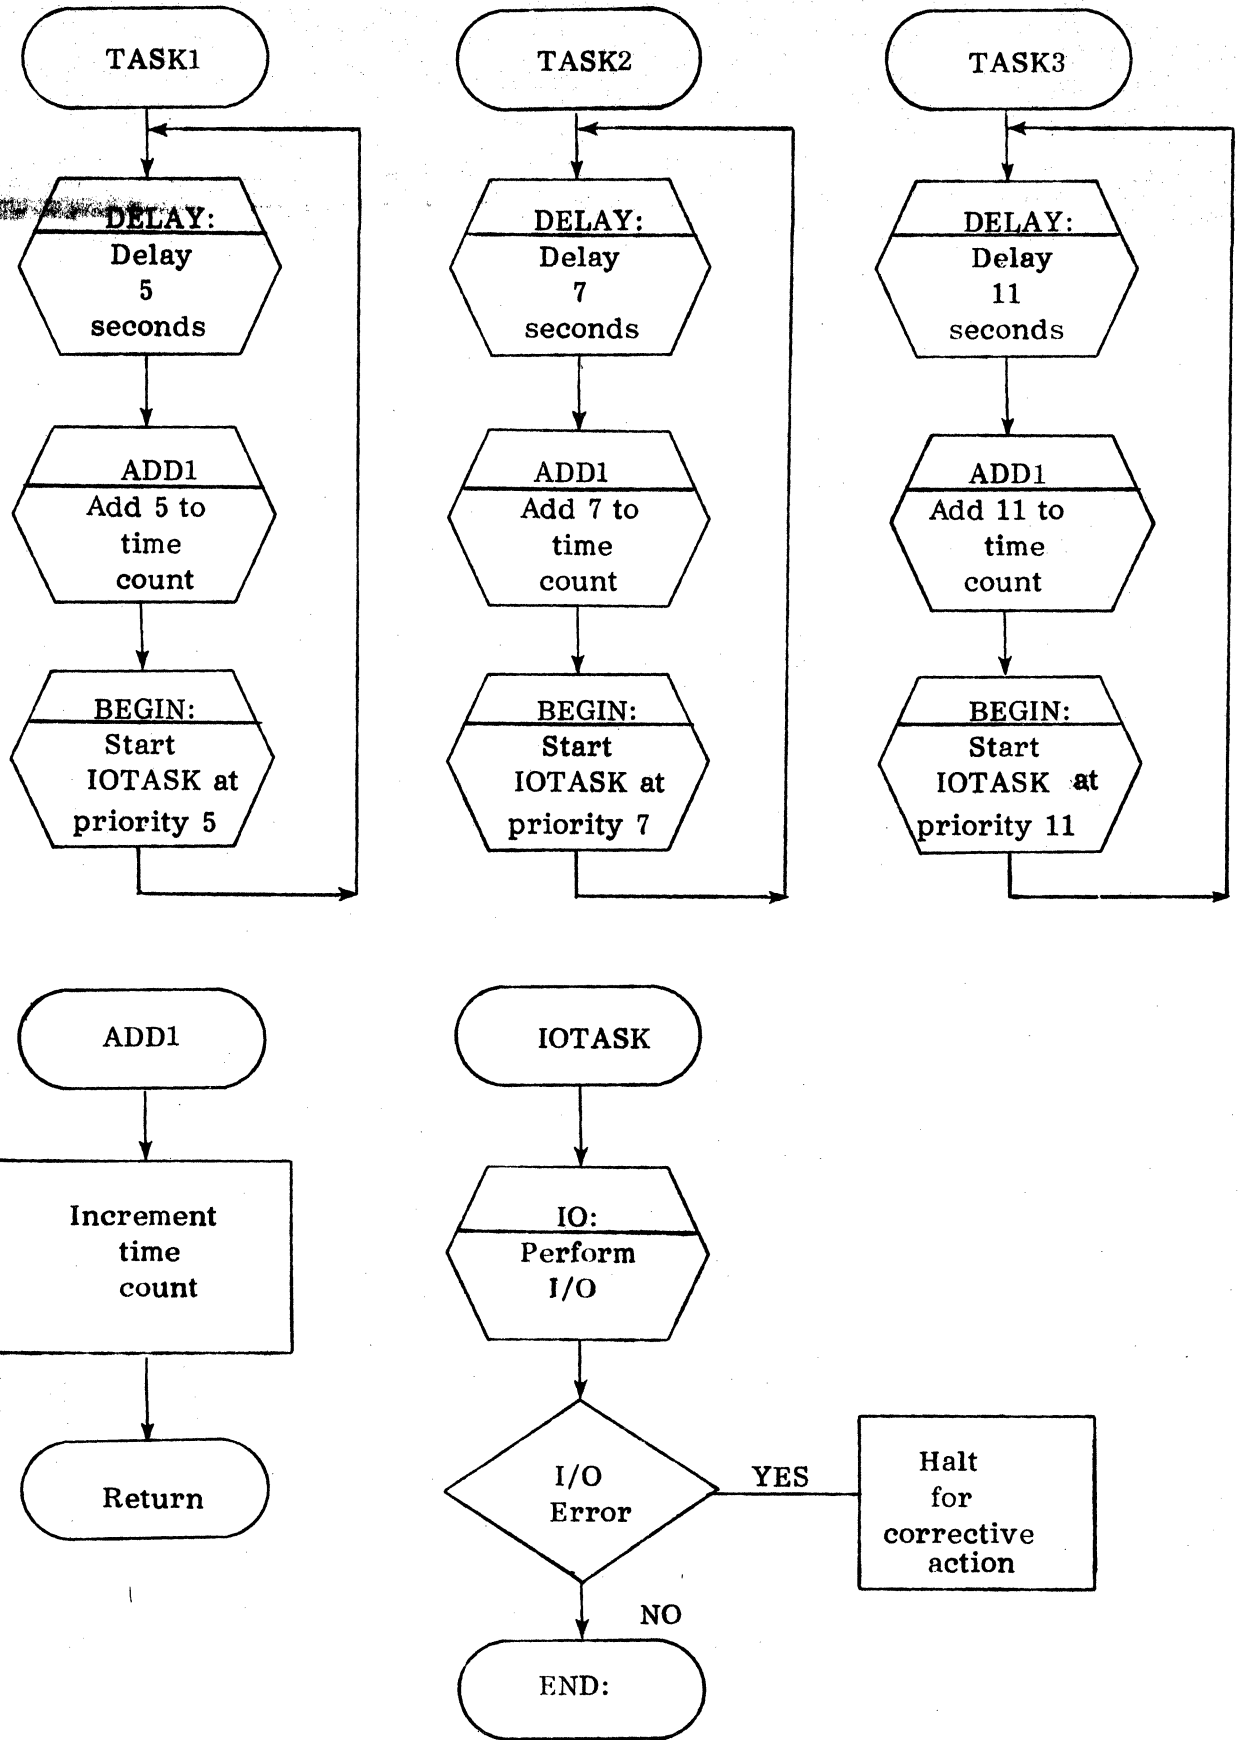 TASK1
DELAY:
Delay
5
seconds
ADD1
Add 5 to
time
count
BEGIN:
Start
IOTASK at
priority 5
TASK2
DELAY:
Delay
7
seconds
ADD1
Add 7 to
time
count
BEGIN:
Start
IOTASK at
priority 7
TASK3
DELAY:
Delay
11
seconds
ADD1
Add 11 to
time
count
BEGIN:
Start
IOTASK at
priority 11
ADD1
Increment
time
count
Return
IOTASK
IO:
Perform
I/O
I/O
Error
YES
Halt
for
corrective
action
NO
END: